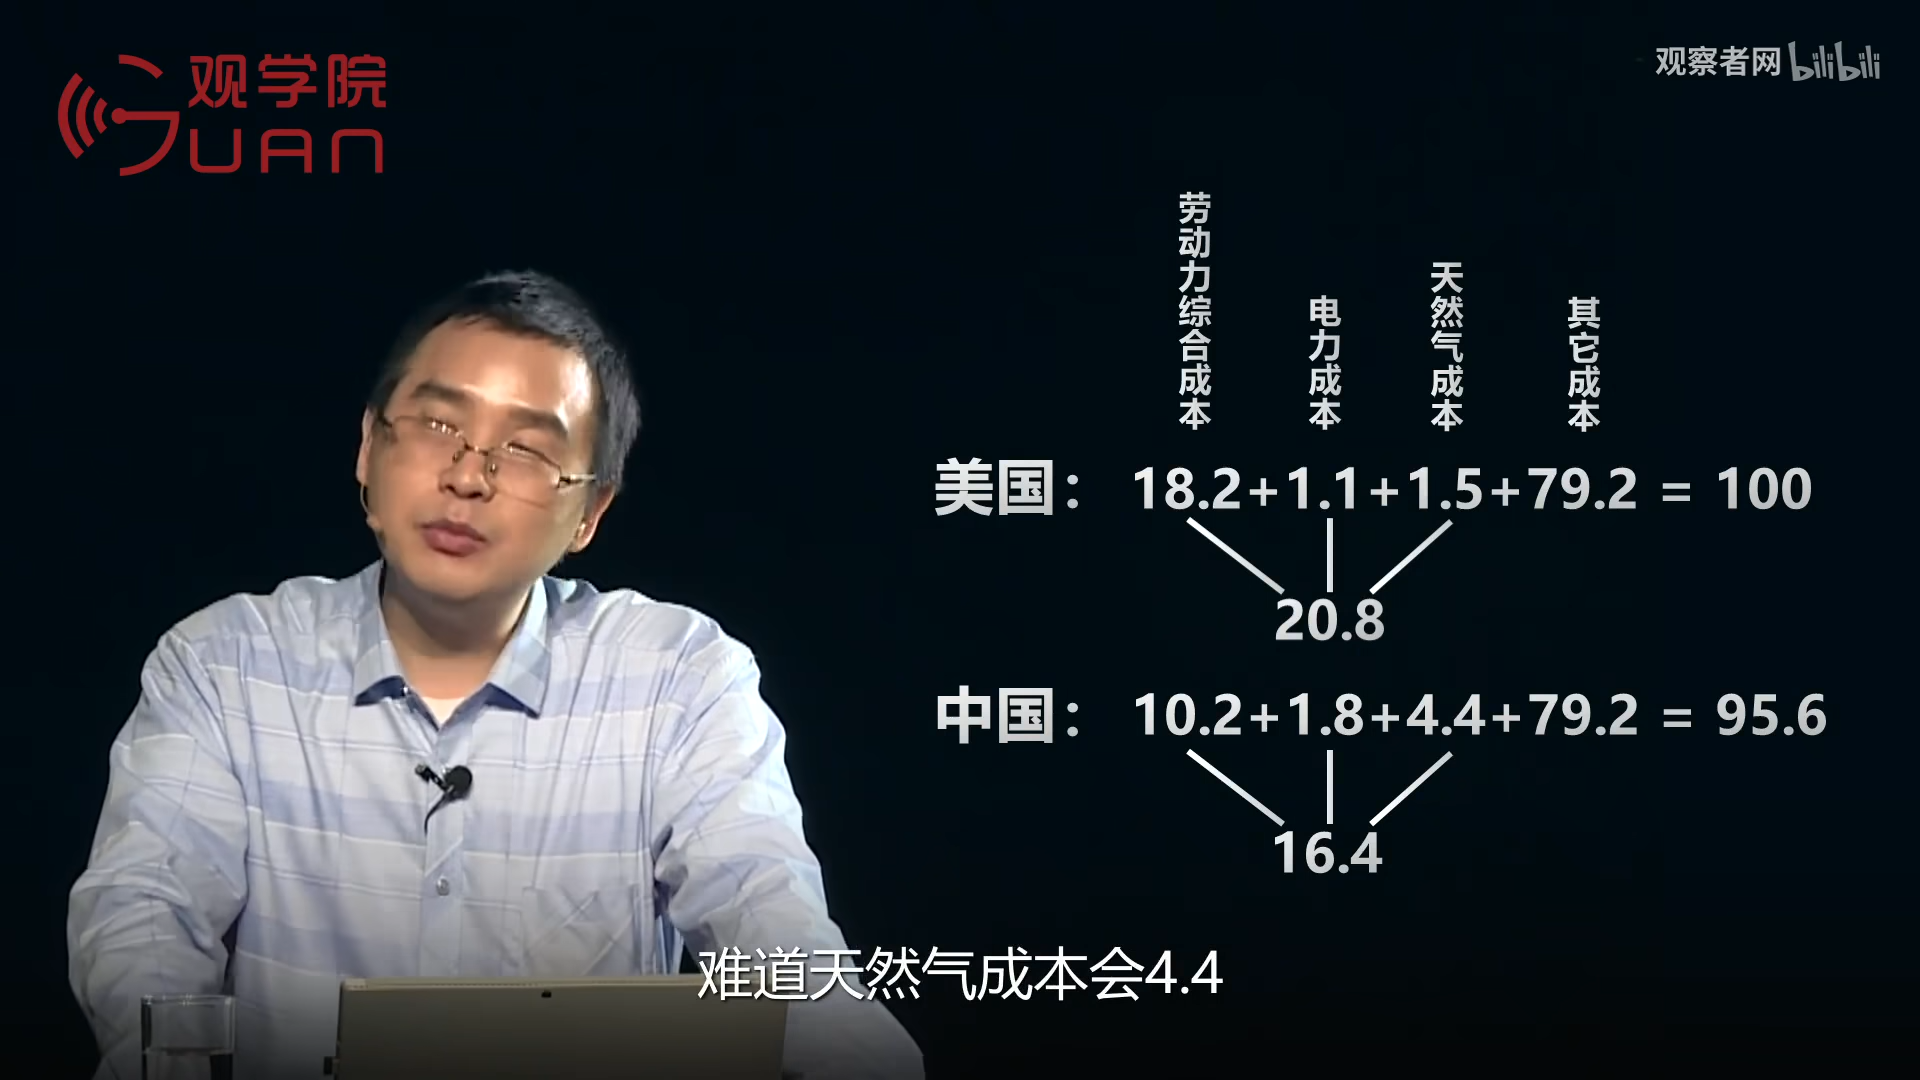 观学院
GUAN
观察者网 bilibili
劳动力综合成本
电力成本
天然气成本
其它成本
美国： 18.2+1.1+1.5+79.2 = 100
20.8
中国： 10.2+1.8+4.4+79.2 = 95.6
16.4
难道天然气成本会4.4